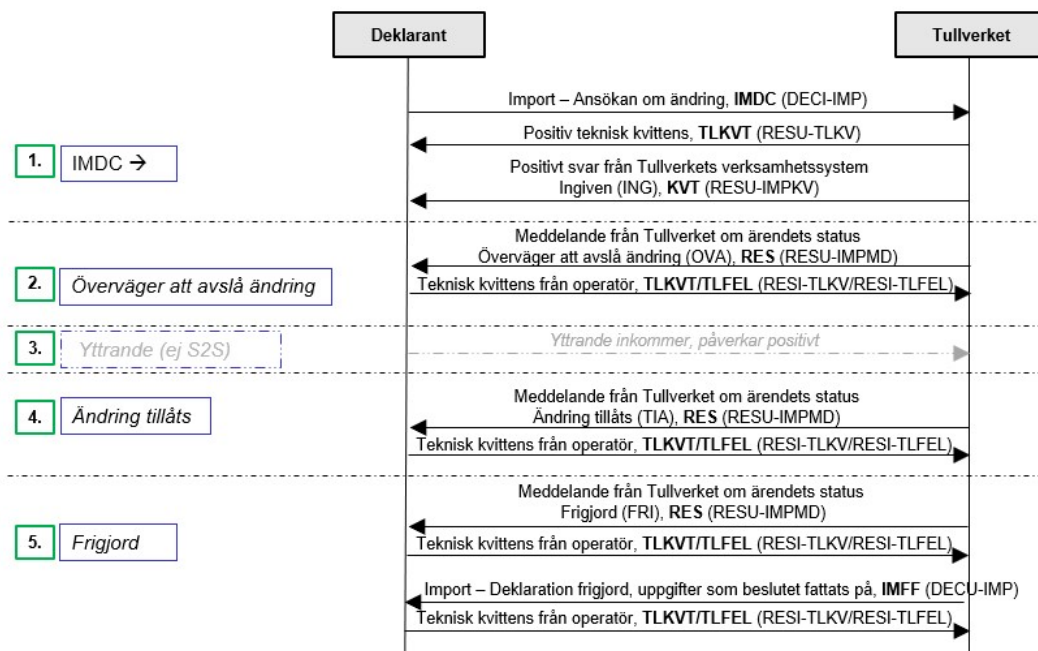 Deklarant
Tullverket
Import – Ansökan om ändring, IMDC (DECI-IMP)
Positiv teknisk kvittens, TLKVT (RESU-TLKV)
1. IMDC →
Positivt svar från Tullverkets verksamhetssystem
Ingiven (ING), KVT (RESU-IMPKV)
Meddelande från Tullverket om ärendets status
Överväger att avslå ändring (OVA), RES (RESU-IMPMD)
2. Överväger att avslå ändring
Teknisk kvittens från operatör, TLKVT/TLFEL (RESI-TLKV/RESI-TLFEL)
3. Yttrande (ej S2S)
Yttrande inkommer, påverkar positivt
Meddelande från Tullverket om ärendets status
4. Ändring tillåts
Ändring tillåts (TIA), RES (RESU-IMPMD)
Teknisk kvittens från operatör, TLKVT/TLFEL (RESI-TLKV/RESI-TLFEL)
Meddelande från Tullverket om ärendets status
Frigjord (FRI), RES (RESU-IMPMD)
5. Frigjord
Teknisk kvittens från operatör, TLKVT/TLFEL (RESI-TLKV/RESI-TLFEL)
Import – Deklaration frigjord, uppgifter som beslutet fattats på, IMFF (DECU-IMP)
Teknisk kvittens från operatör, TLKVT/TLFEL (RESI-TLKV/RESI-TLFEL)